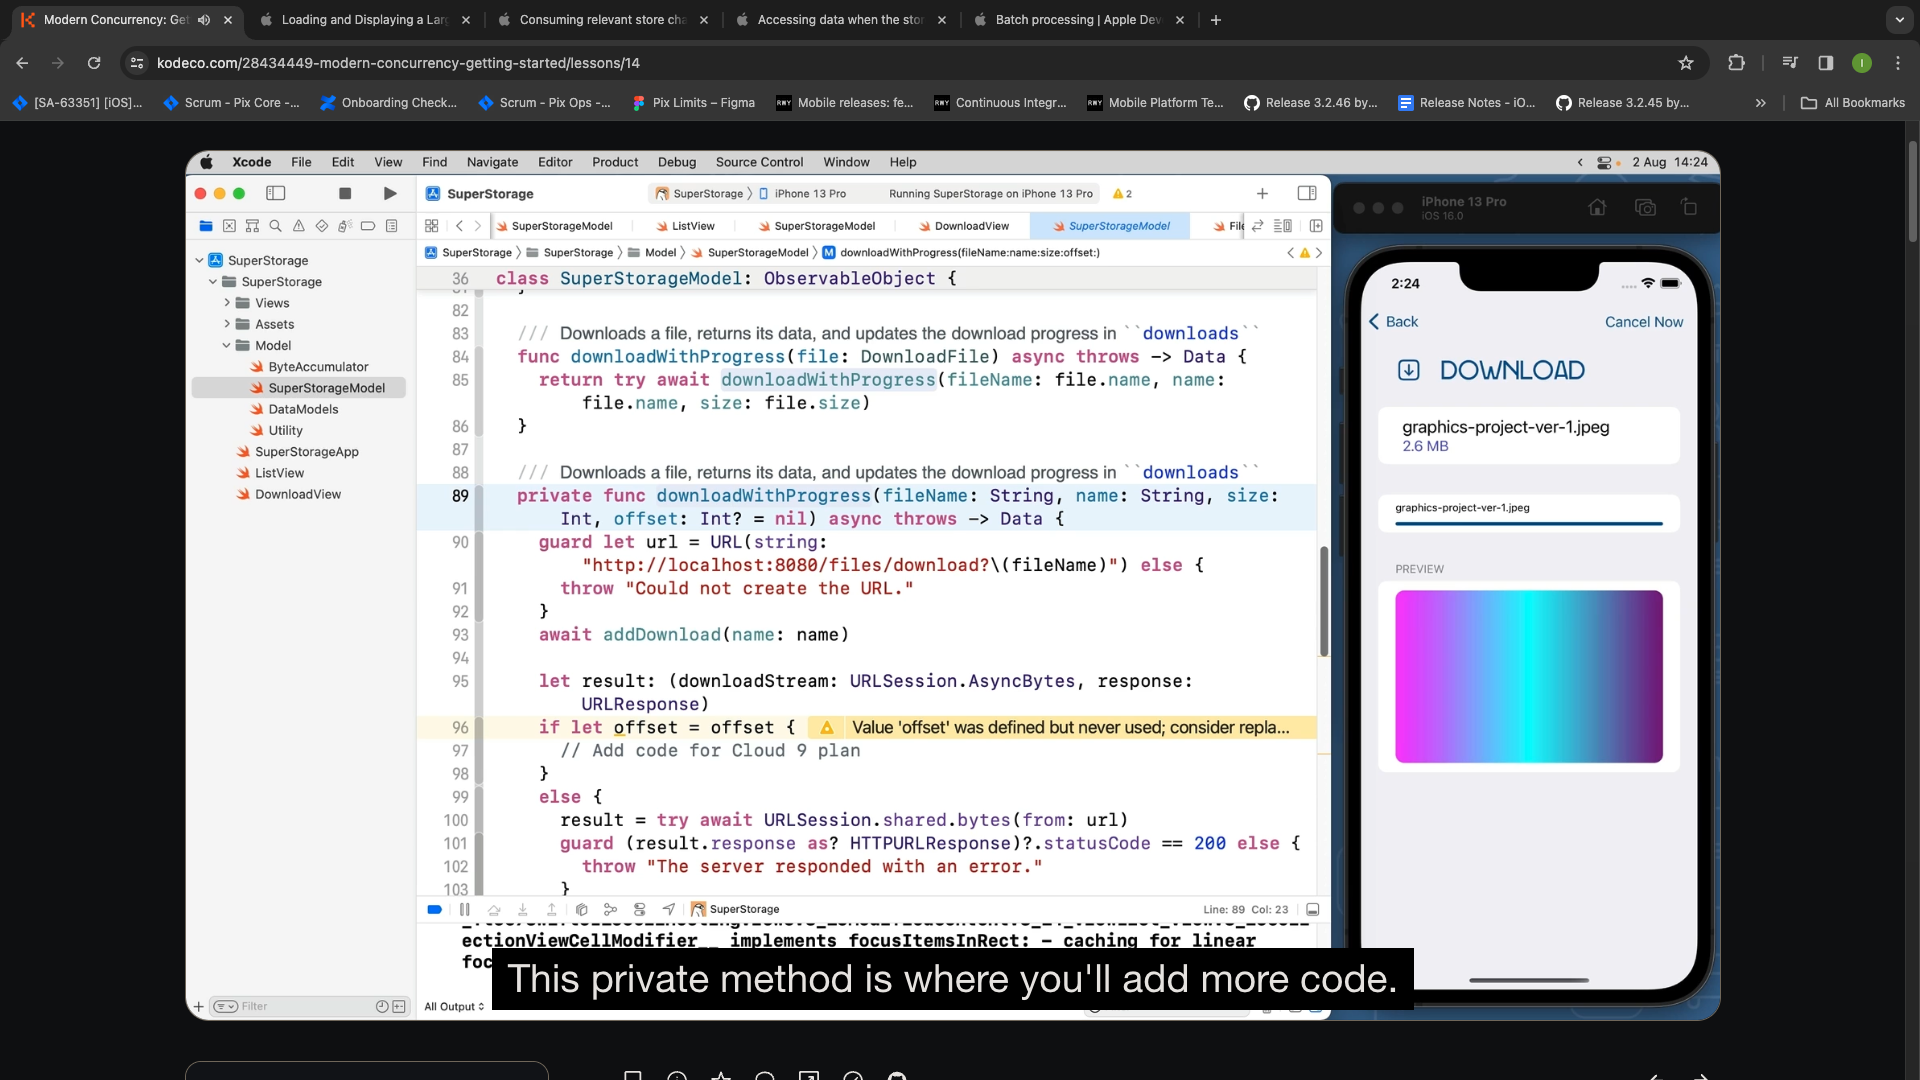 Modern Concurrency: Get
Loading and Displaying a Lar
Consuming relevant store cha
Accessing data when the stor
Batch processing | Apple Dev
kodeco.com/28434449-modern-concurrency-getting-started/lessons/14
[SA-63351] [iOS]...
Scrum - Pix Core -...
Onboarding Check...
Scrum - Pix Ops -...
Pix Limits – Figma
Mobile releases: fe...
Continuous Integr...
Mobile Platform Te...
Release 3.2.46 by...
Release Notes - iO...
Release 3.2.45 by...
All Bookmarks
Xcode File Edit View Find Navigate Editor Product Debug Source Control Window Help
2 Aug 14:24
SuperStorage
SuperStorage
iPhone 13 Pro
Running SuperStorage on iPhone 13 Pro
2
SuperStorageModel
ListView
SuperStorageModel
DownloadView
SuperStorageModel
File
SuperStorage
SuperStorage
Model
SuperStorageModel
M downloadWithProgress(fileName:name:size:offset:)
SuperStorage
SuperStorage
Views
Assets
Model
ByteAccumulator
SuperStorageModel
DataModels
Utility
SuperStorageApp
ListView
DownloadView
Filter
36 class SuperStorageModel: ObservableObject {
82
83 /// Downloads a file, returns its data, and updates the download progress in ``downloads``
84 func downloadWithProgress(file: DownloadFile) async throws -> Data {
85 return try await downloadWithProgress(fileName: file.name, name:
file.name, size: file.size)
86 }
87
88 /// Downloads a file, returns its data, and updates the download progress in ``downloads``
89 private func downloadWithProgress(fileName: String, name: String, size:
Int, offset: Int? = nil) async throws -> Data {
90 guard let url = URL(string:
"http://localhost:8080/files/download?\(fileName)") else {
91 throw "Could not create the URL."
92 }
93 await addDownload(name: name)
94
95 let result: (downloadStream: URLSession.AsyncBytes, response:
URLResponse)
96 if let offset = offset {
Value 'offset' was defined but never used; consider repla...
97 // Add code for Cloud 9 plan
98 }
99 else {
100 result = try await URLSession.shared.bytes(from: url)
101 guard (result.response as? HTTPURLResponse)?.statusCode == 200 else {
102 throw "The server responded with an error."
103 }
SuperStorage
Line: 89 Col: 23
ectionViewCellModifier__ implements focusItemsInRect: - caching for linear
foc
All Output
This private method is where you'll add more code.
iPhone 13 Pro
iOS 16.0
2:24
Back
Cancel Now
DOWNLOAD
graphics-project-ver-1.jpeg
2.6 MB
graphics-project-ver-1.jpeg
PREVIEW